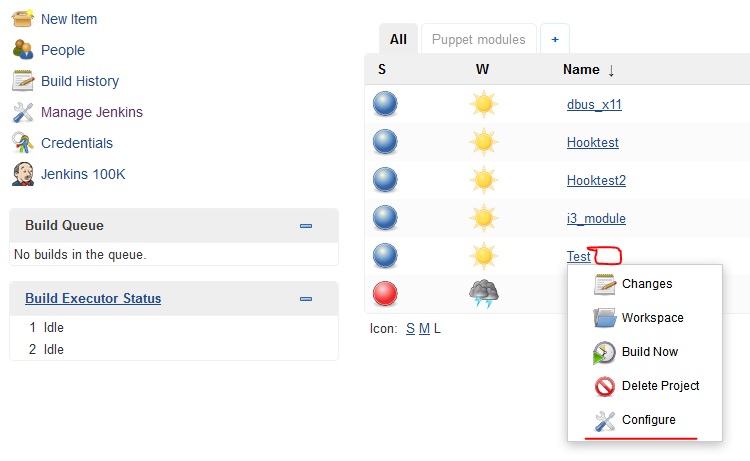 New Item
People
Build History
Manage Jenkins
Credentials
Jenkins 100K
Build Queue
No builds in the queue.
Build Executor Status
1 Idle
2 Idle
All Puppet modules +
S W Name ↓
dbus_x11
Hooktest
Hooktest2
i3_module
Test
Icon: S M L
Changes
Workspace
Build Now
Delete Project
Configure